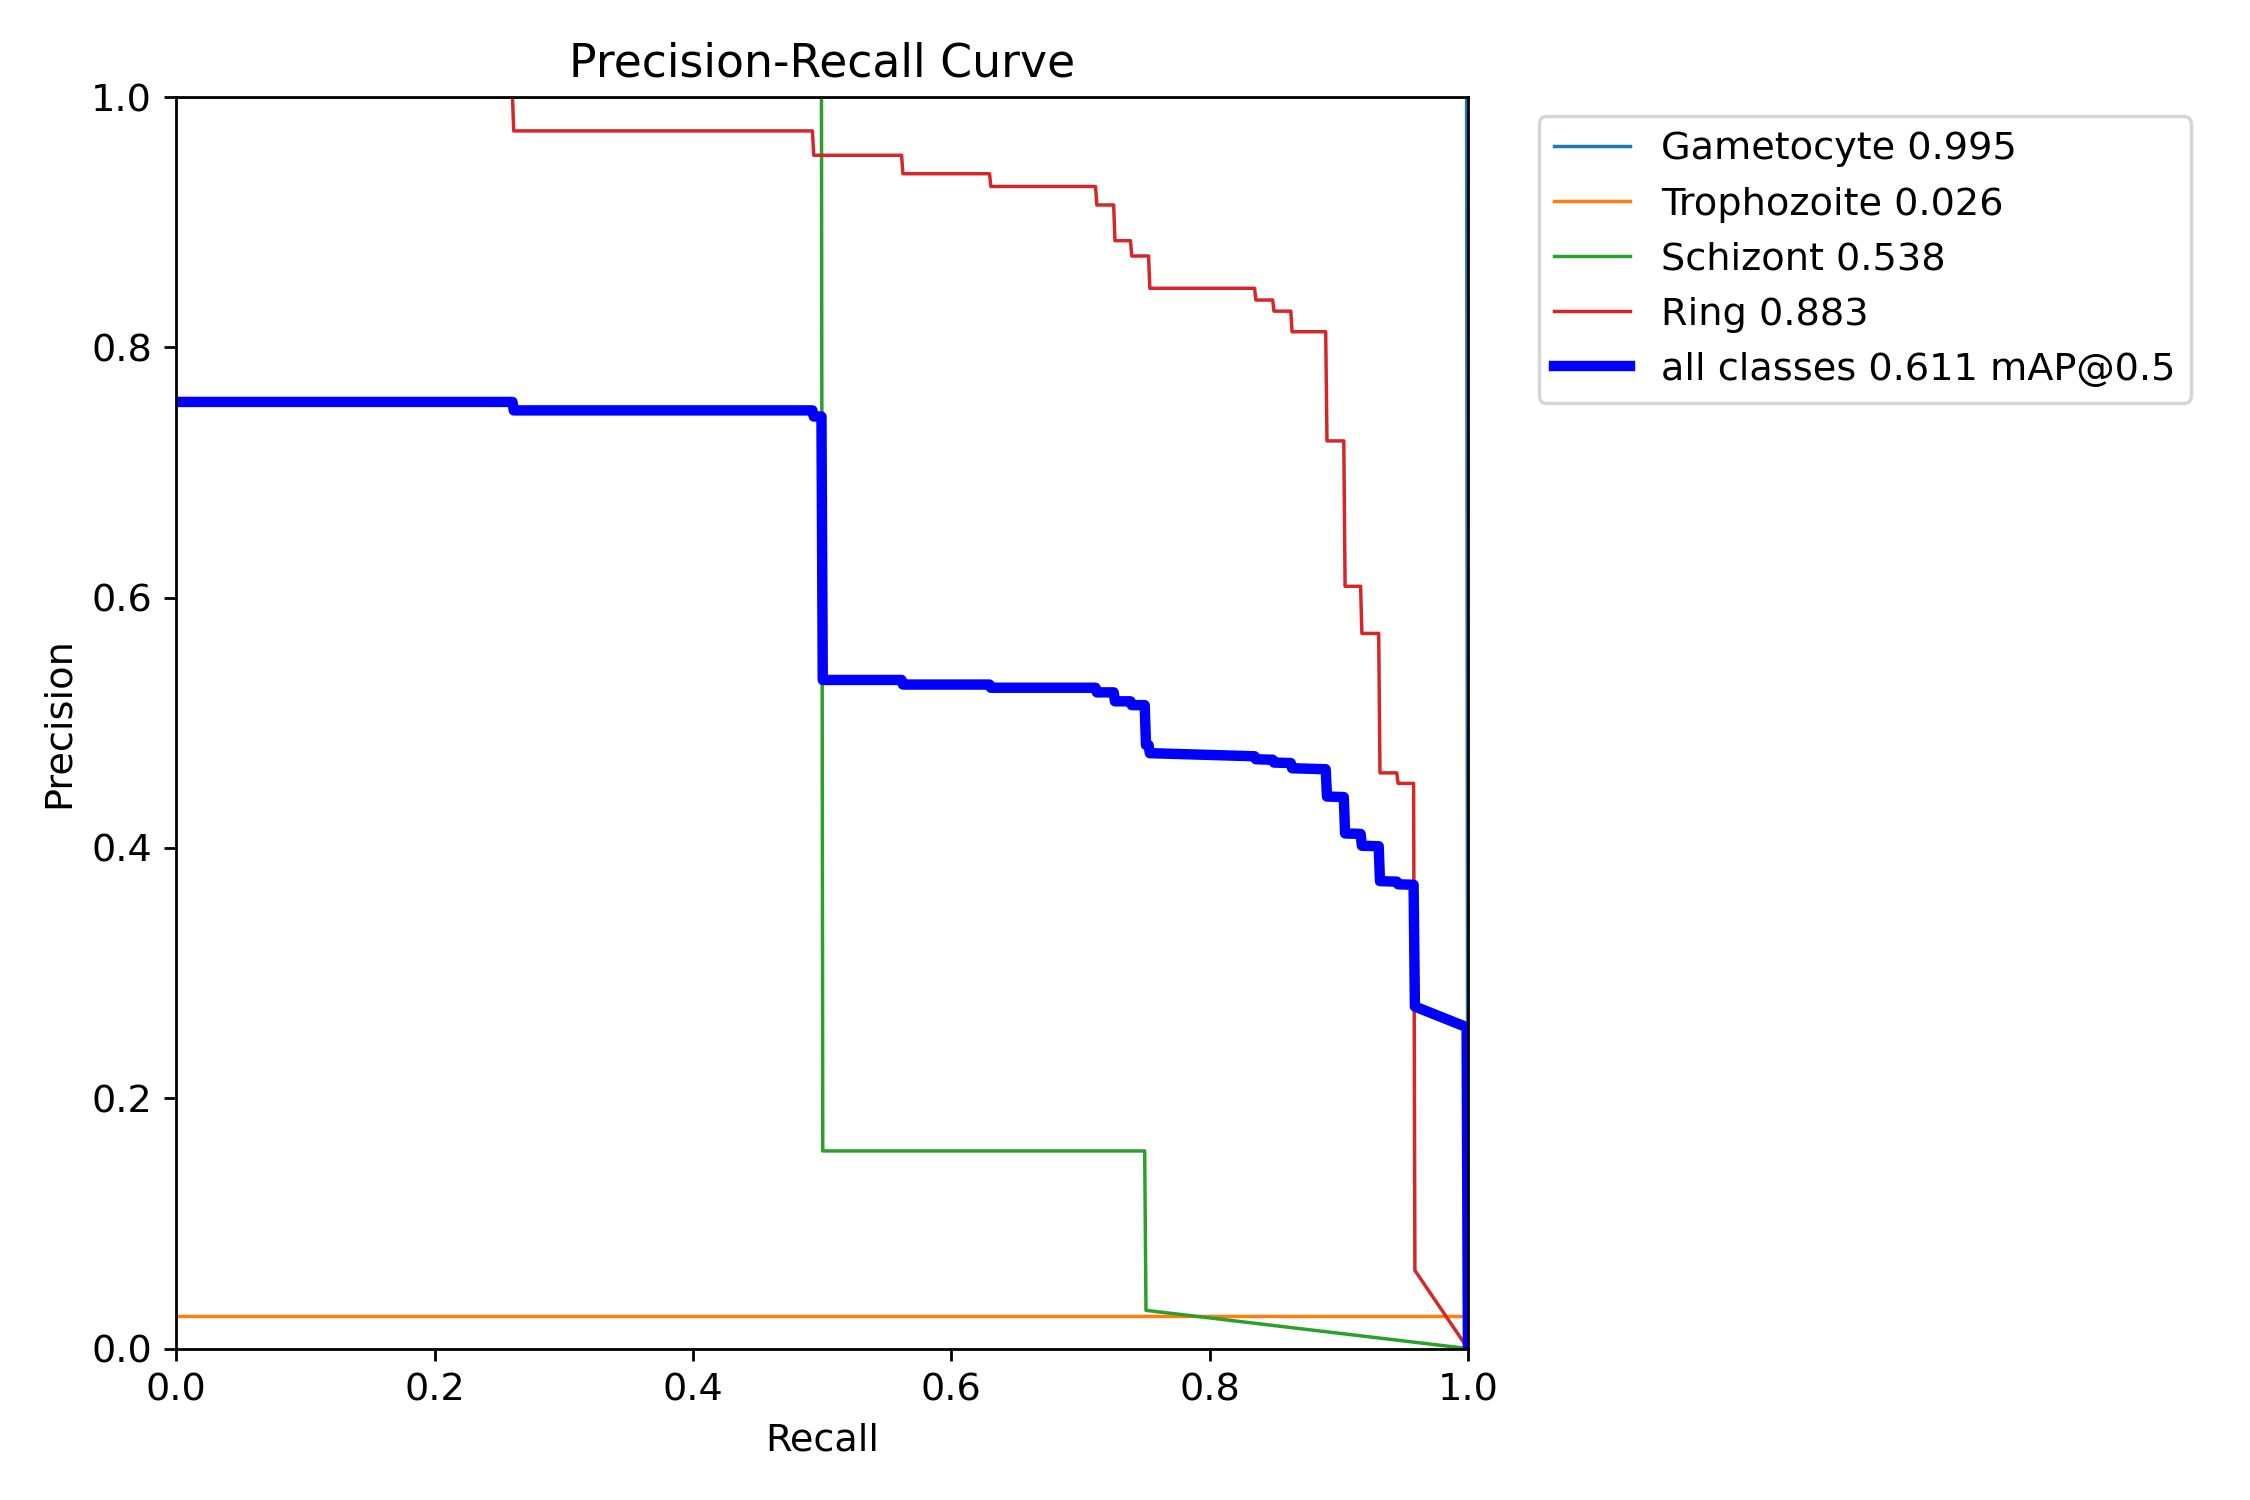 Precision-Recall Curve
1.0
0.8
0.6
0.4
0.2
0.0
Precision
0.0 0.2 0.4 0.6 0.8 1.0
Recall
Gametocyte 0.995
Trophozoite 0.026
Schizont 0.538
Ring 0.883
all classes 0.611 mAP@0.5